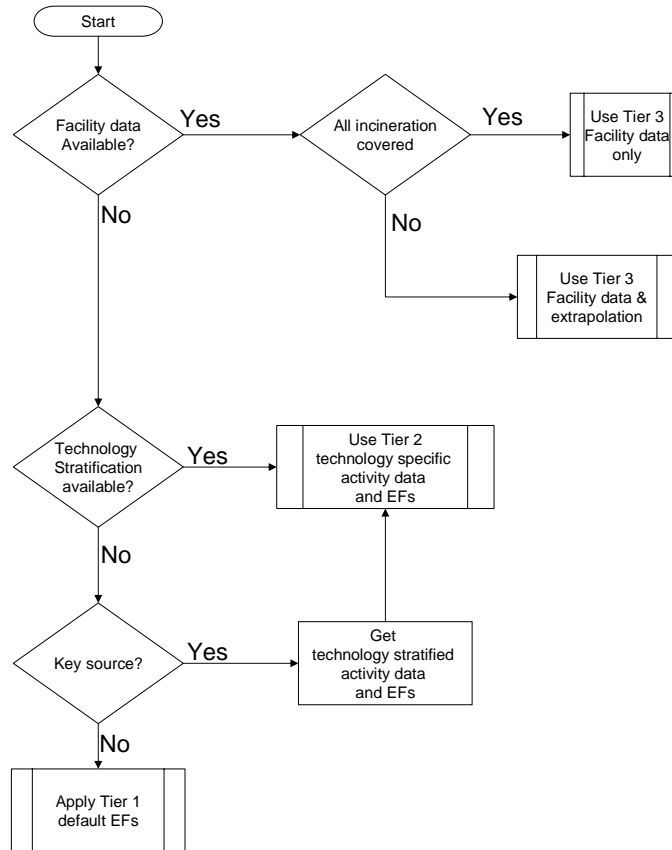 Start
Facility data
Available?
Yes
All incineration
covered
Yes
Use Tier 3
Facility data
only
No
No
Use Tier 3
Facility data &
extrapolation
Technology
Stratification
available?
Yes
Use Tier 2
technology specific
activity data
and EFs
No
Key source?
Yes
Get
technology stratified
activity data
and EFs
No
Apply Tier 1
default EFs